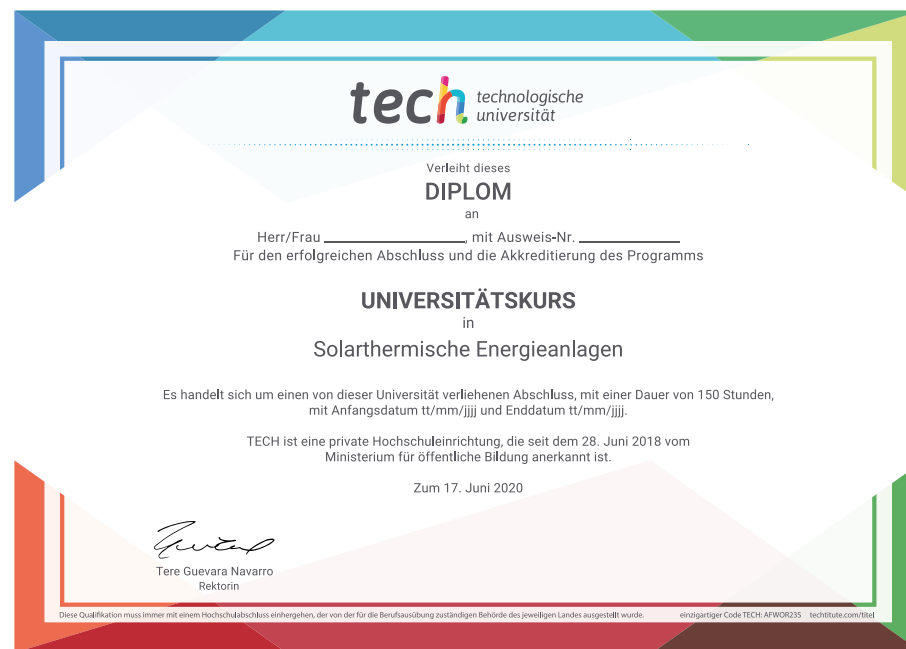 tech technologische
universität
Verleiht dieses
DIPLOM
an
Herr/Frau ____________, mit Ausweis-Nr. ____________
Für den erfolgreichen Abschluss und die Akkreditierung des Programms
UNIVERSITÄTSKURS
in
Solarthermische Energieanlagen
Es handelt sich um einen von dieser Universität verliehenen Abschluss, mit einer Dauer von 150 Stunden,
mit Anfangsdatum tt/mm/jjjj und Enddatum tt/mm/jjjj.
TECH ist eine private Hochschuleinrichtung, die seit dem 28. Juni 2018 vom
Ministerium für öffentliche Bildung anerkannt ist.
Zum 17. Juni 2020
Tere Guevara Navarro
Rektorin
Diese Qualifikation muss immer mit einem Hochschulabschluss einhergehen, der von der für die Berufsausübung zuständigen Behörde des jeweiligen Landes ausgestellt wurde. einzigartiger Code TECH: AFWOR23S techtitute.com/titel